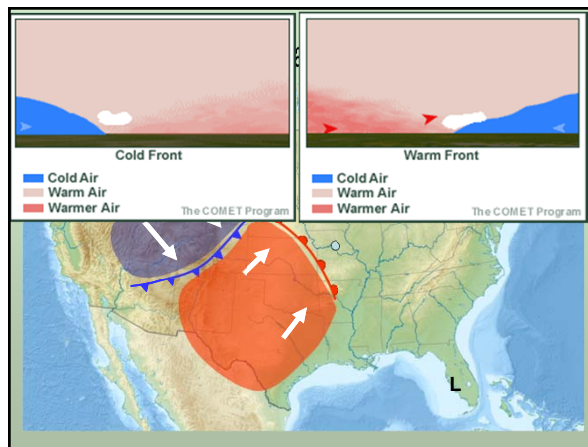 Cold Front
Cold Air
Warm Air
Warmer Air
The COMET Program
Warm Front
Cold Air
Warm Air
Warmer Air
The COMET Program
L